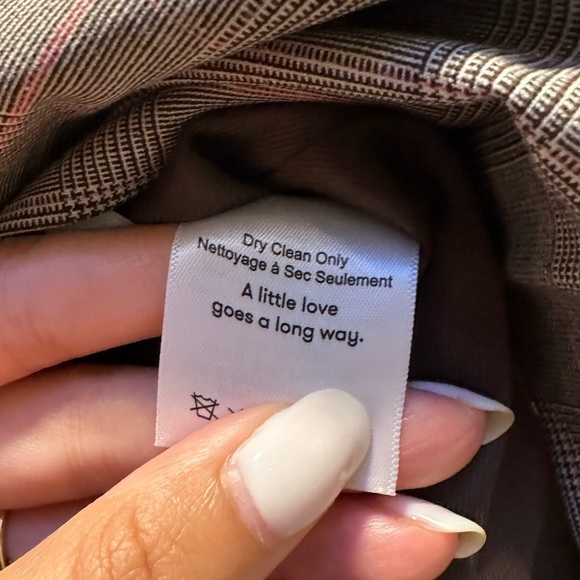 Dry Clean Only
Nettoyage à Sec Seulement
A little love
goes a long way.